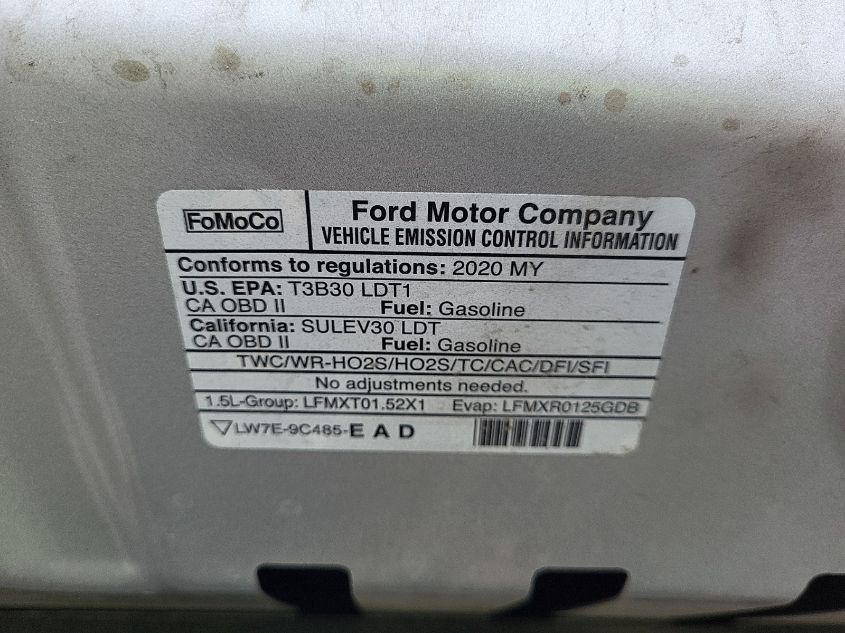 FoMoCo
Ford Motor Company
VEHICLE EMISSION CONTROL INFORMATION
Conforms to regulations: 2020 MY
U.S. EPA: T3B30 LDT1
CA OBD II Fuel: Gasoline
California: SULEV30 LDT
CA OBD II Fuel: Gasoline
TWC/WR-HO2S/HO2S/TC/CAC/DFI/SFI
No adjustments needed.
1.5L-Group: LFMXT01.52X1 Evap: LFMXR0125GDB
LW7E-9C485-E A D